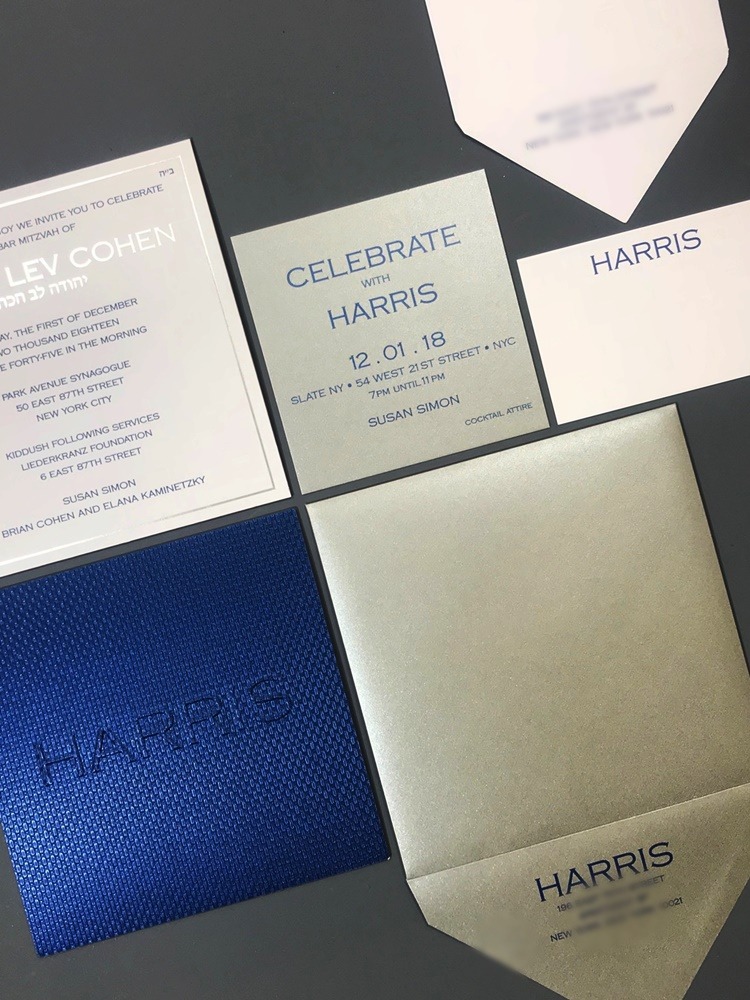 ב״ה
OY WE INVITE YOU TO CELEBRATE
BAR MITZVAH OF
LEV COHEN
יהודה לב
AY, THE FIRST OF DECEMBER
WO THOUSAND EIGHTEEN
E FORTY-FIVE IN THE MORNING
PARK AVENUE SYNAGOGUE
50 EAST 87TH STREET
NEW YORK CITY
KIDDUSH FOLLOWING SERVICES
LIEDERKRANZ FOUNDATION
6 EAST 87TH STREET
SUSAN SIMON
BRIAN COHEN AND ELANA KAMINETZKY
CELEBRATE
WITH
HARRIS
12 . 01 . 18
SLATE NY • 54 WEST 21ST STREET • NYC
7PM UNTIL 11PM
SUSAN SIMON
COCKTAIL ATTIRE
HARRIS
HARRIS
HARRIS
NEW